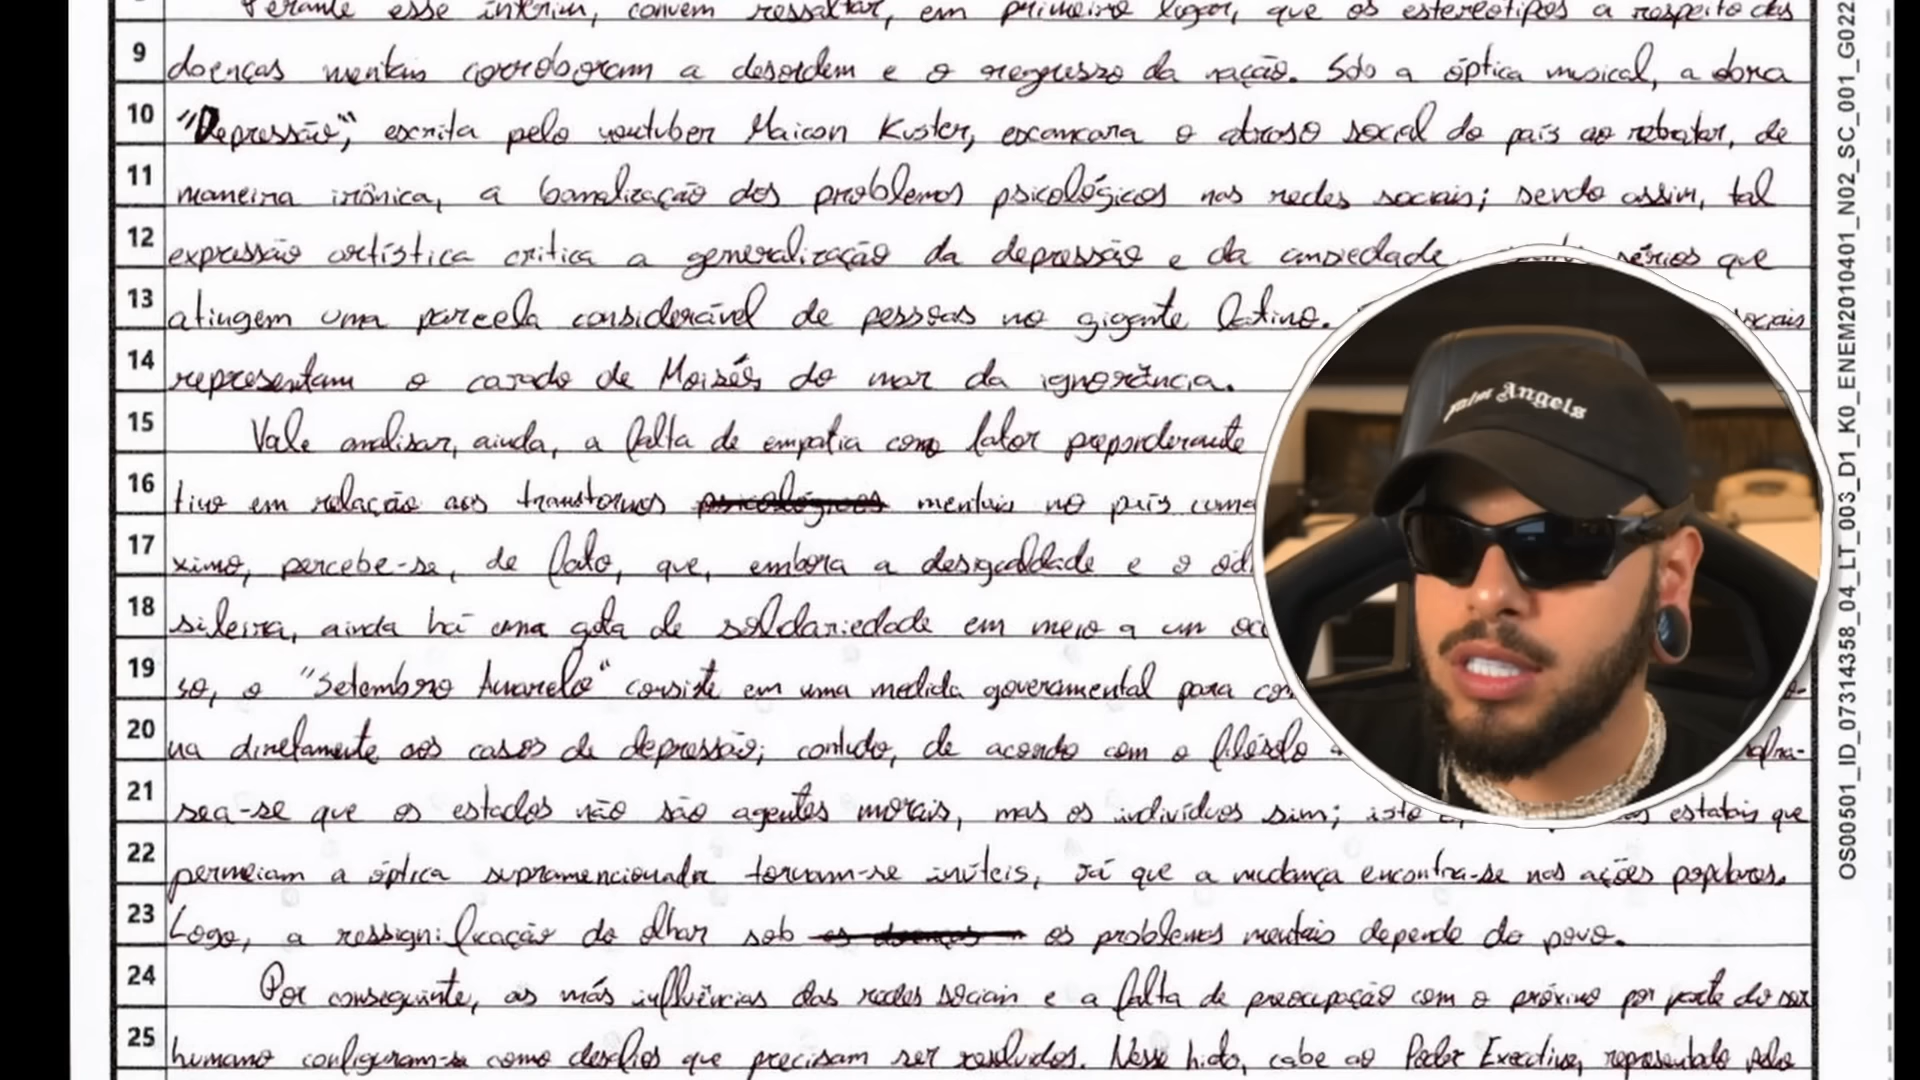 Perante esse ínterim, convém ressaltar, em primeiro lugar, que os estereótipos a respeito das
9 doenças mentais corroboram a desordem e o regresso da nação. Sob a óptica musical, a obra
10 "Depressão", escrita pelo youtuber Maicon Kuster, escancara o atraso social do país ao rebater, de
11 maneira irônica, a banalização dos problemas psicológicos nas redes sociais; sendo assim, tal
12 expressão artística critica a generalização da depressão e da ansiedade, sérios que
13 atingem uma parcela considerável de pessoas no gigante latino. sociais
14 representam o cajado de Moisés do mar da ignorância.
15 Vale analisar, ainda, a falta de empatia como fator preponderante
16 tivo em relação aos transtornos psicológicos mentais no país
17 ximo, percebe-se, de fato, que, embora a desigualdade e o
18 sileira, ainda há uma gota de solidariedade em meio a um
19 so, o "Setembro Amarelo" consiste em uma medida governamental para
20 na diretamente aos casos de depressão; contudo, de acordo com o filósofo
21 sea-se que os estados não são agentes morais, mas os indivíduos sim; isto estatais que
22 permeiam a óptica supramencionada tornam-se inúteis, já que a mudança encontra-se nas ações populares.
23 Logo, a ressignificação do olhar sob os problemas mentais depende do povo.
24 Por conseguinte, as más influências das redes sociais e a falta de preocupação com o próximo por parte do ser
25 humano configuram-se como desafios que precisam ser resolvidos. Nesse hido, cabe ao Poder Executivo, representado pelo
OS00501_ID_07314358_04_LT_003_D1_K0_ENEM2010401_N02_SC_001_G022
Palm Angels